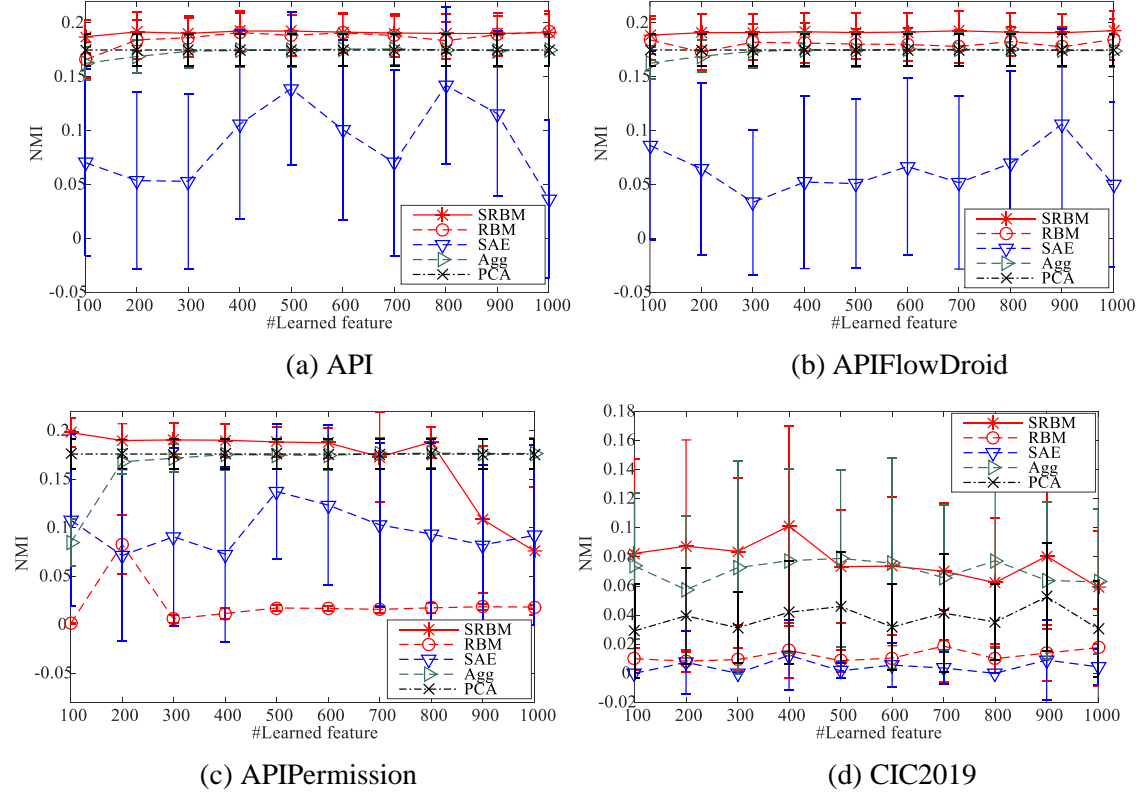 0.2
0.15
0.1
0.05
0
-0.05
NMI
SRBM
RBM
SAE
Agg
PCA
100 200 300 400 500 600 700 800 900 1000
#Learned feature
(a) API
0.2
0.15
0.1
0.05
0
-0.05
NMI
SRBM
RBM
SAE
Agg
PCA
100 200 300 400 500 600 700 800 900 1000
#Learned feature
(b) APIFlowDroid
0.2
0.15
0.1
0.05
0
-0.05
NMI
SRBM
RBM
SAE
Agg
PCA
100 200 300 400 500 600 700 800 900 1000
#Learned feature
(c) APIPermission
0.18
0.16
0.14
0.12
0.1
0.08
0.06
0.04
0.02
0
-0.02
NMI
SRBM
RBM
SAE
Agg
PCA
100 200 300 400 500 600 700 800 900 1000
#Learned feature
(d) CIC2019